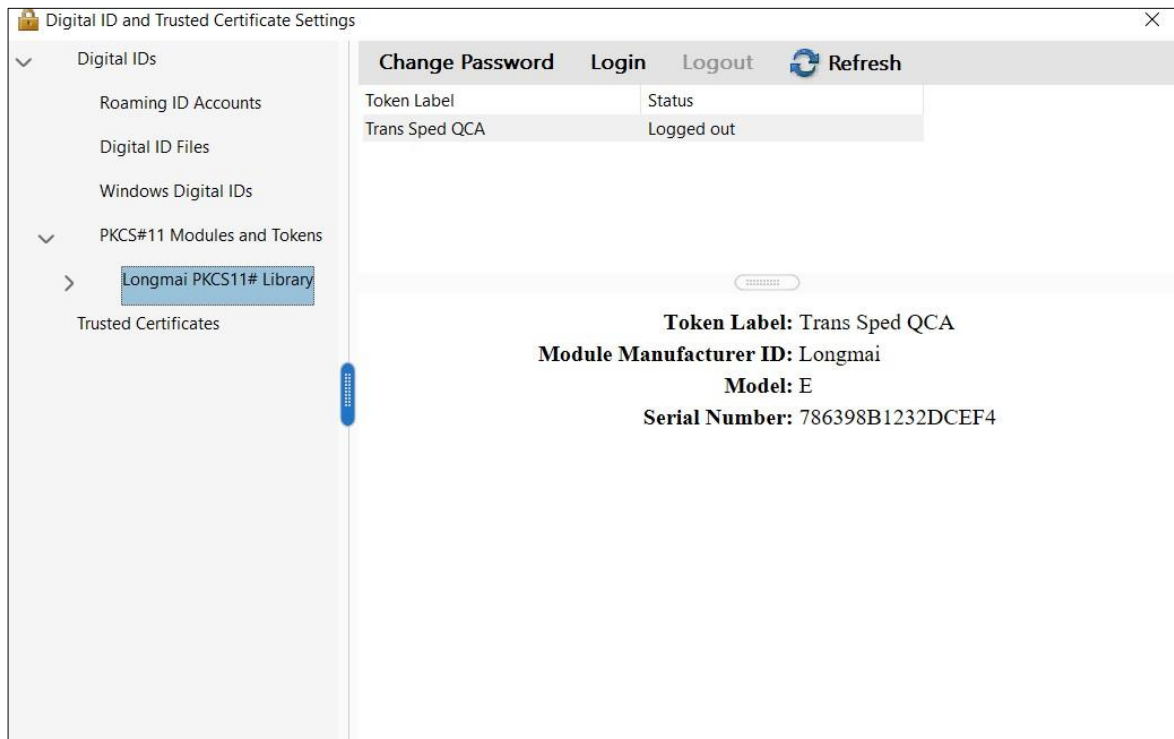 Digital ID and Trusted Certificate Settings
Digital IDs
Roaming ID Accounts
Digital ID Files
Windows Digital IDs
PKCS#11 Modules and Tokens
Longmai PKCS11# Library
Trusted Certificates
Change Password Login Logout Refresh
Token Label Status
Trans Sped QCA Logged out
Token Label: Trans Sped QCA
Module Manufacturer ID: Longmai
Model: E
Serial Number: 786398B1232DCEF4